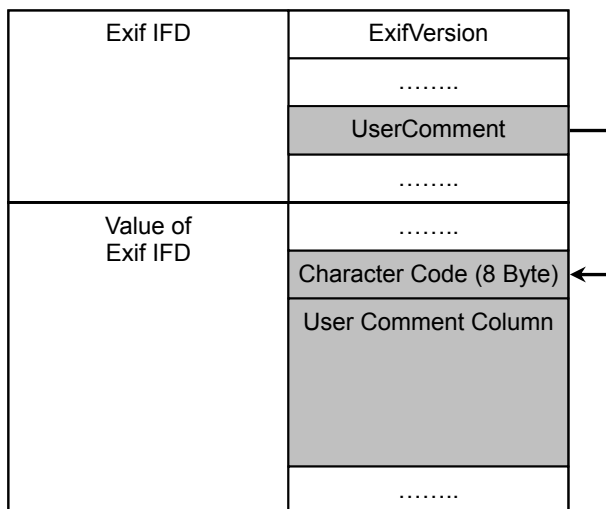 Exif IFD
ExifVersion
……..
UserComment
……..
Value of
Exif IFD
……..
Character Code (8 Byte)
User Comment Column
……..